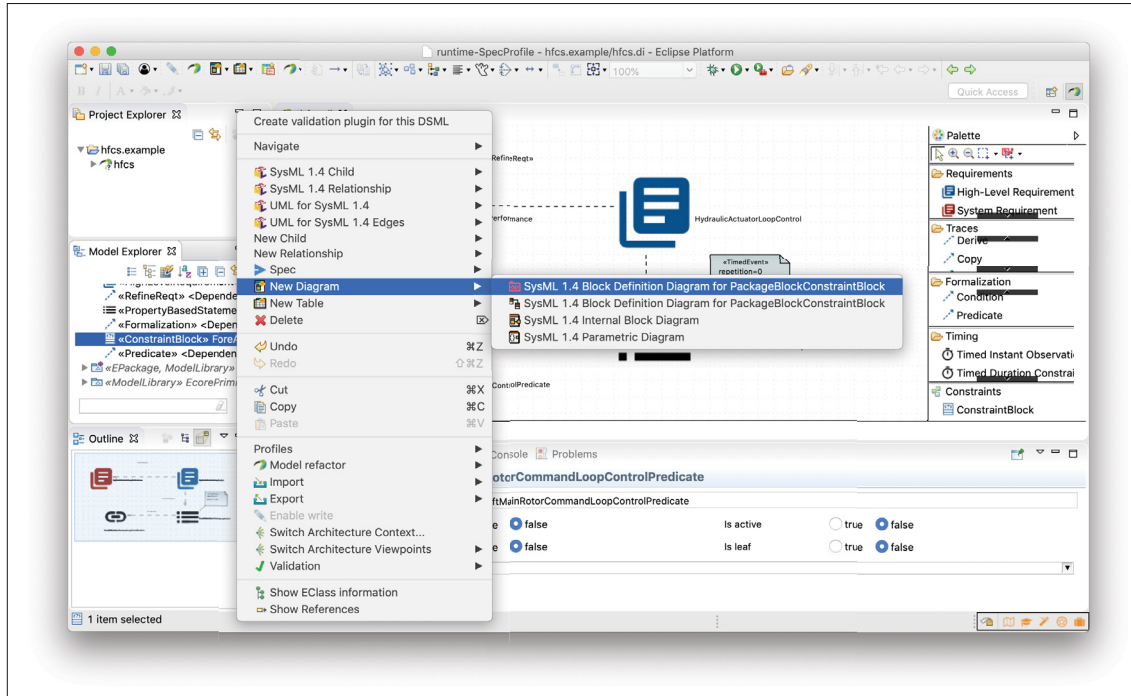 runtime-SpecProfile - hfcs.example/hfcs.di - Eclipse Platform
100%
B I A
Quick Access
Project Explorer
hfcs.example
hfcs
Model Explorer
«RefineReqt» <Depende
«PropertyBasedStateme
«Formalization» <Depen
«ConstraintBlock» ForeA
«Predicate» <Dependen
«EPackage, ModelLibrary»
«ModelLibrary» EcorePrim
Outline
1 item selected
Create validation plugin for this DSML
Navigate
SysML 1.4 Child
SysML 1.4 Relationship
UML for SysML 1.4
UML for SysML 1.4 Edges
New Child
New Relationship
Spec
New Diagram
New Table
Delete
Undo ⌘Z
Redo ⇧⌘Z
Cut ⌘X
Copy ⌘C
Paste ⌘V
Profiles
Model refactor
Import
Export
Enable write
Switch Architecture Context...
Switch Architecture Viewpoints
Validation
Show EClass information
Show References
SysML 1.4 Block Definition Diagram for PackageBlockConstraintBlock
SysML 1.4 Block Definition Diagram for PackageBlockConstraintBlock
SysML 1.4 Internal Block Diagram
SysML 1.4 Parametric Diagram
RefineReqt»
erformance
HydraulicActuatorLoopControl
«TimedEvent»
repetition=0
ControlPredicate
Palette
Requirements
High-Level Requirement
System Requirement
Traces
Derive
Copy
Formalization
Condition
Predicate
Timing
Timed Instant Observati
Timed Duration Constrai
Constraints
ConstraintBlock
Console
Problems
otorCommandLoopControlPredicate
ftMainRotorCommandLoopControlPredicate
e false Is active true false
e false Is leaf true false